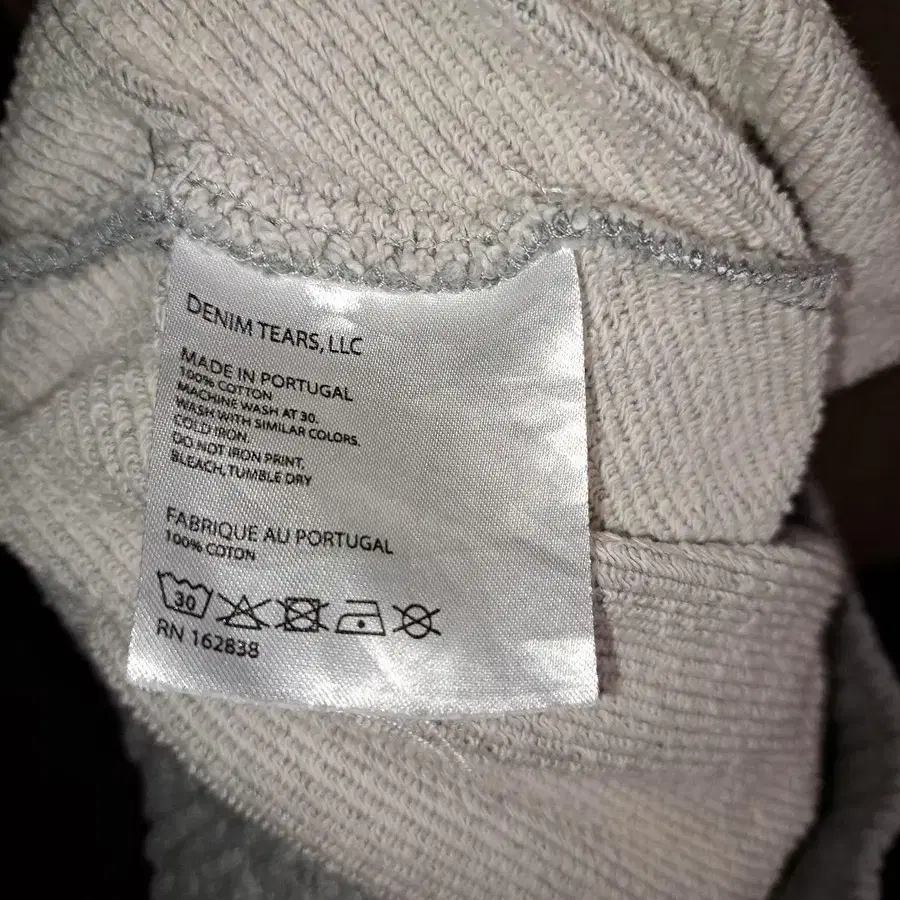 DENIM TEARS, LLC
MADE IN PORTUGAL
100% COTTON
MACHINE WASH AT 30.
WASH WITH SIMILAR COLORS.
COLD IRON.
DO NOT IRON PRINT,
BLEACH, TUMBLE DRY
FABRIQUE AU PORTUGAL
100% COTON
30
RN 162838